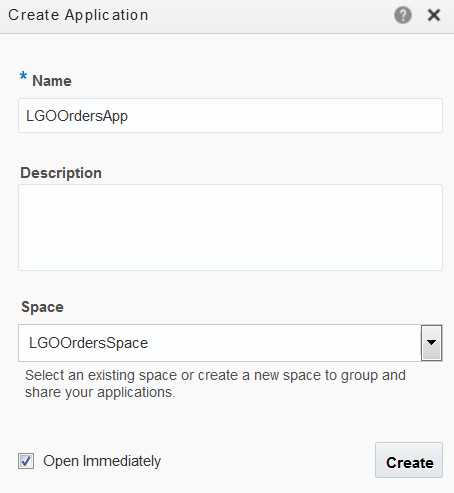 Create Application
* Name
LGOOrdersApp
Description
Space
LGOOrdersSpace
Select an existing space or create a new space to group and
share your applications.
Open Immediately
Create